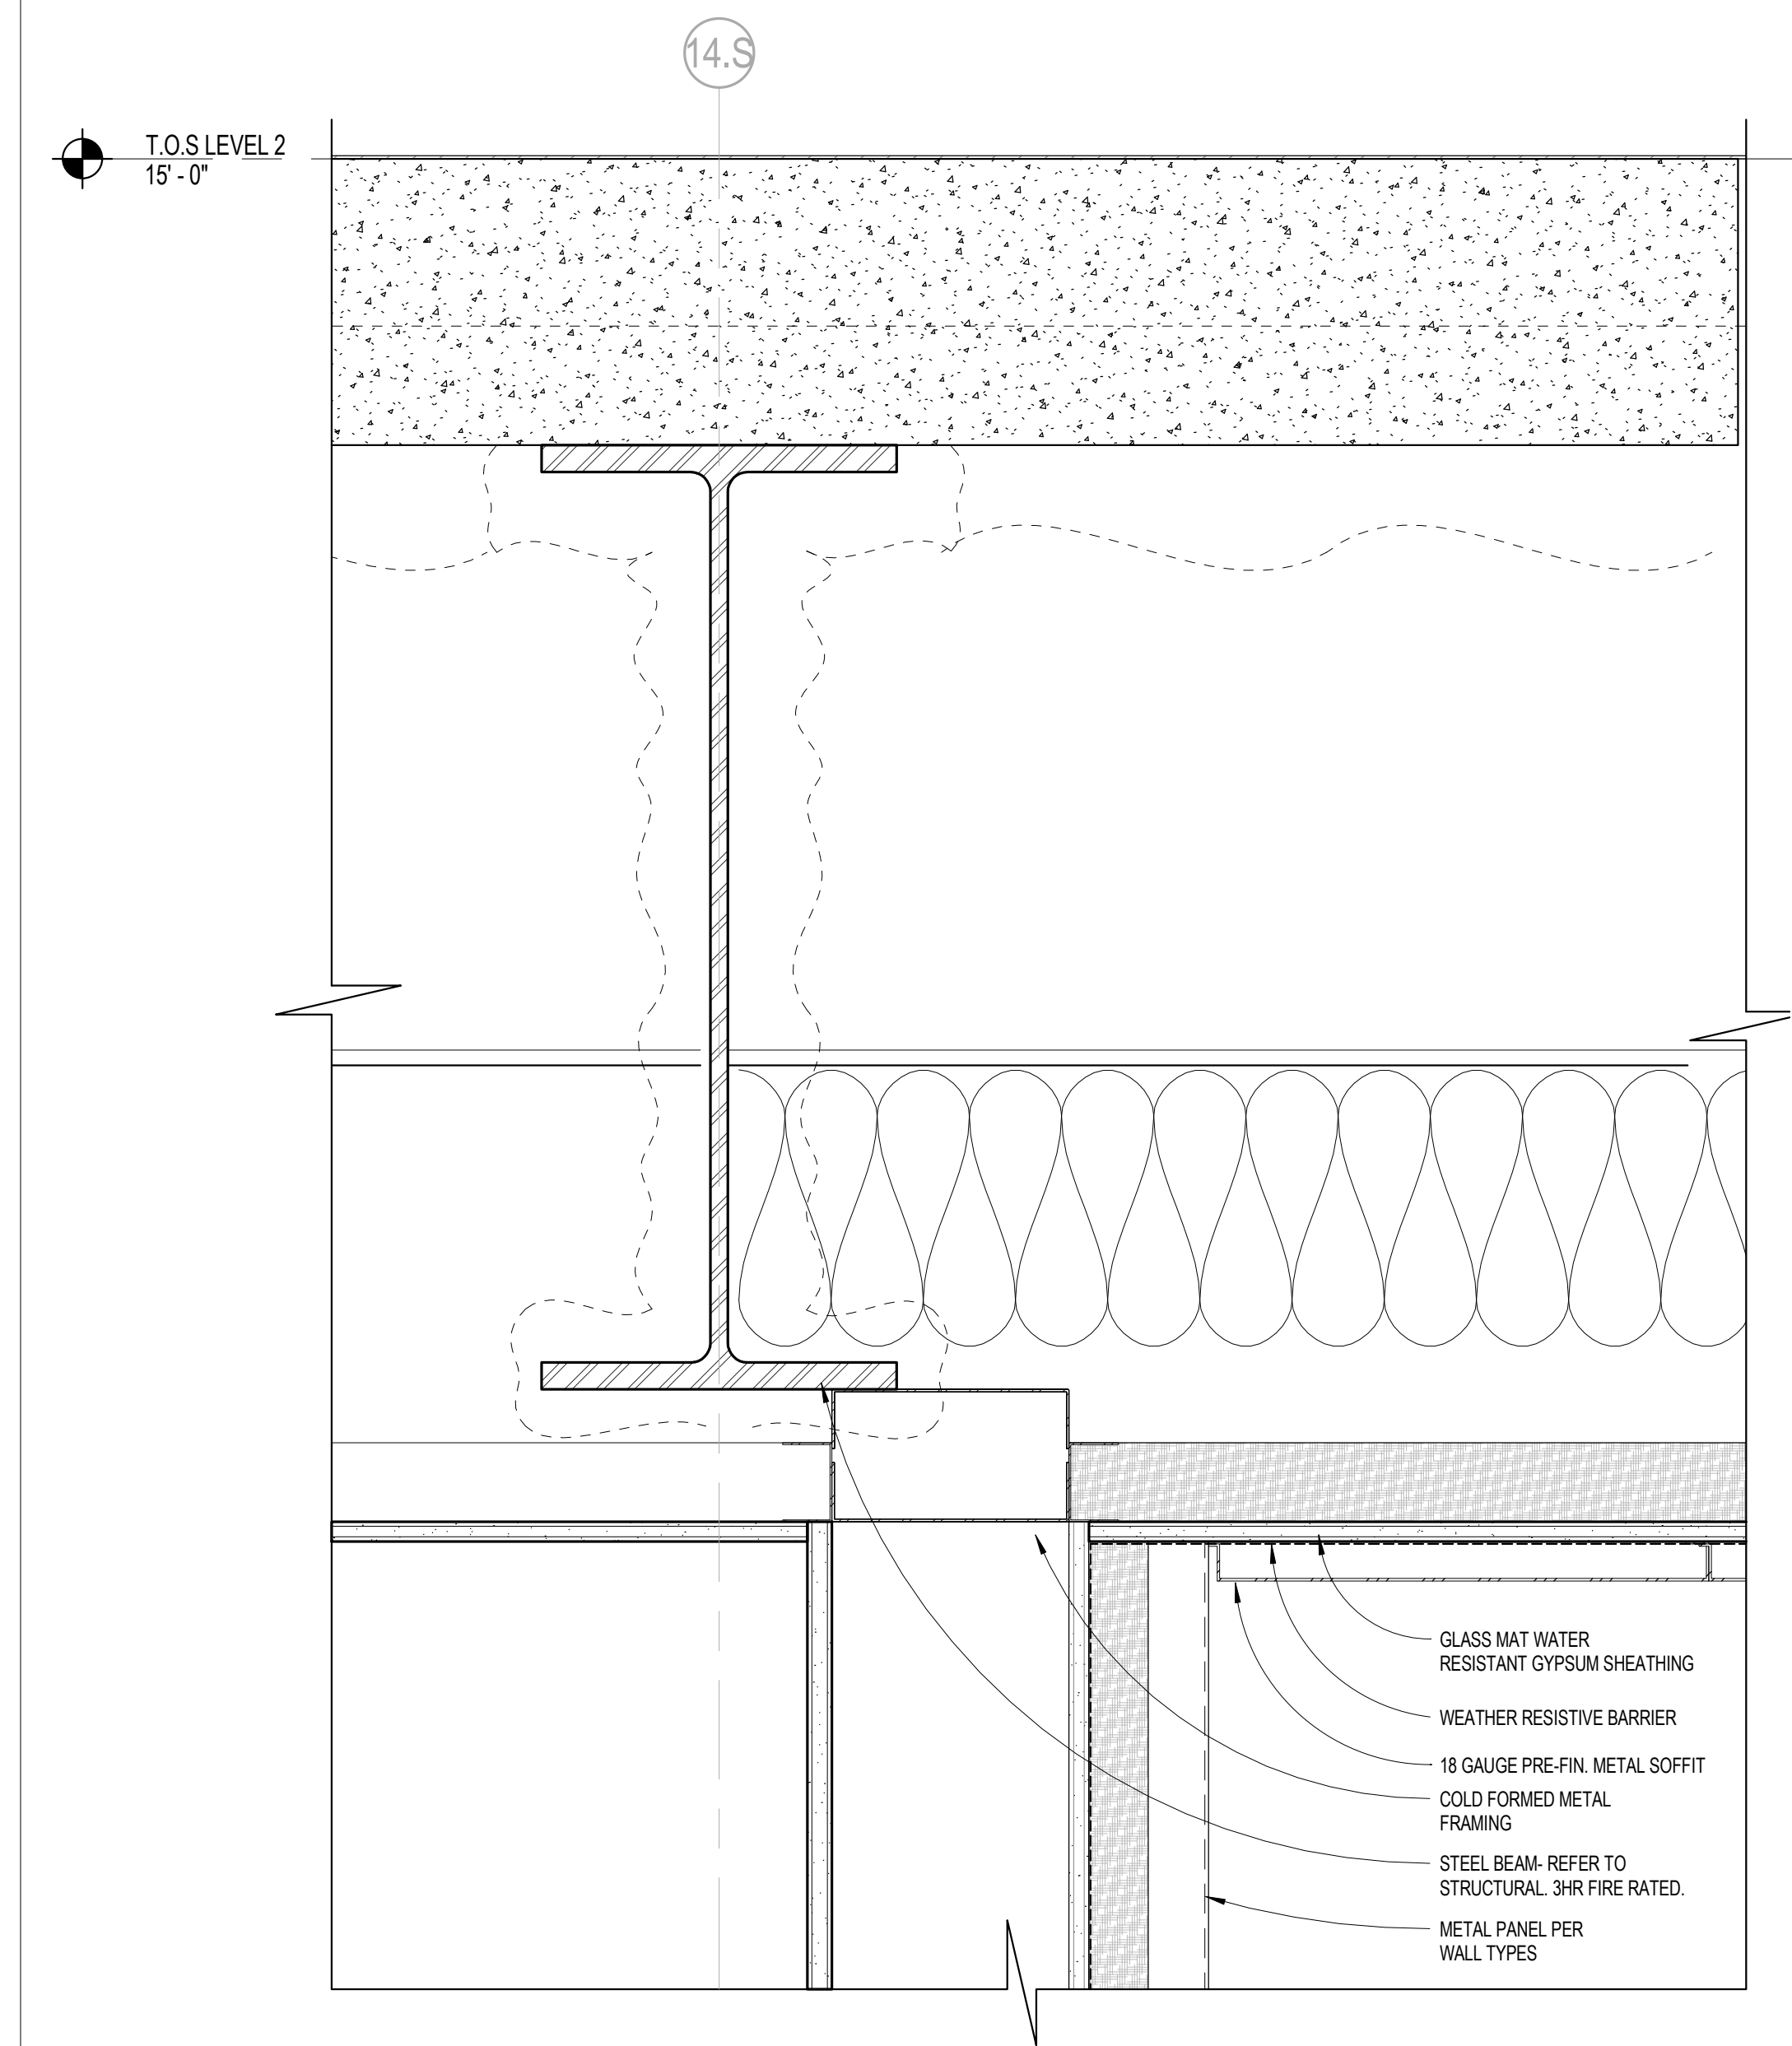 14.S
T.O.S LEVEL 2
15' - 0"
GLASS MAT WATER
RESISTANT GYPSUM SHEATHING
WEATHER RESISTIVE BARRIER
18 GAUGE PRE-FIN. METAL SOFFIT
COLD FORMED METAL
FRAMING
STEEL BEAM- REFER TO
STRUCTURAL. 3HR FIRE RATED.
METAL PANEL PER
WALL TYPES